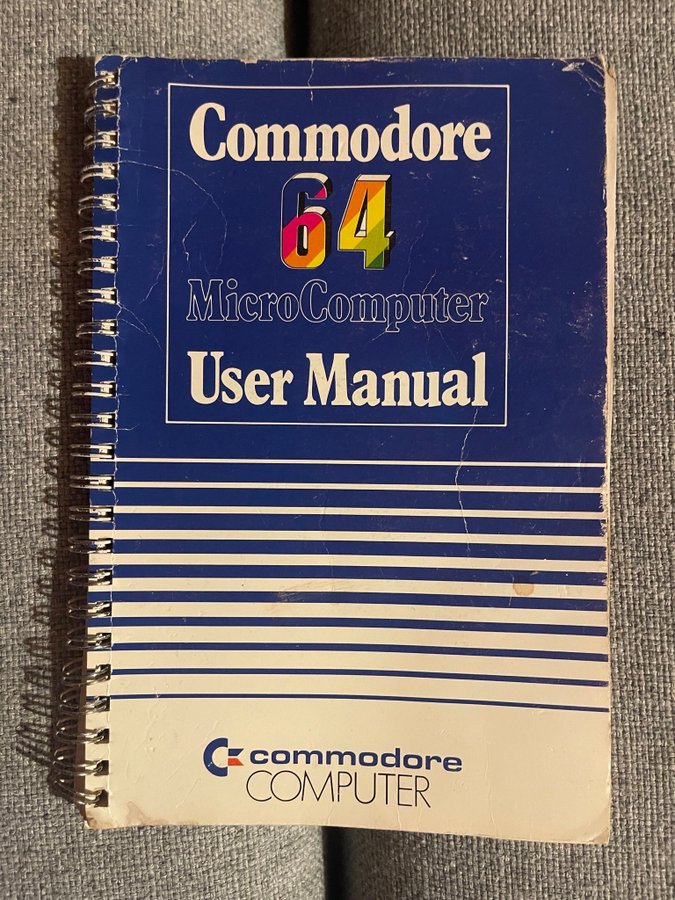 Commodore
64
MicroComputer
User Manual
commodore
COMPUTER